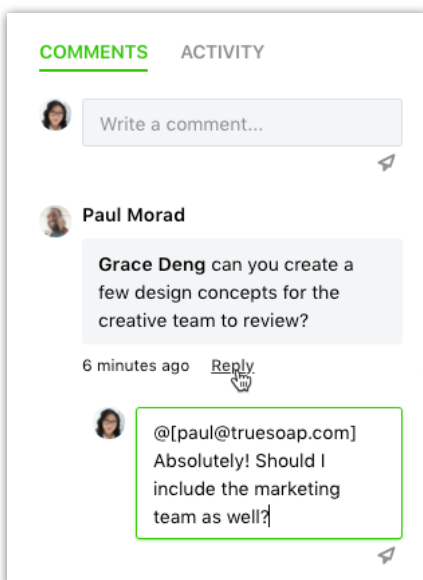 COMMENTS ACTIVITY
Write a comment...
Paul Morad
Grace Deng can you create a
few design concepts for the
creative team to review?
6 minutes ago Reply
@[paul@truesoap.com]
Absolutely! Should I
include the marketing
team as well?